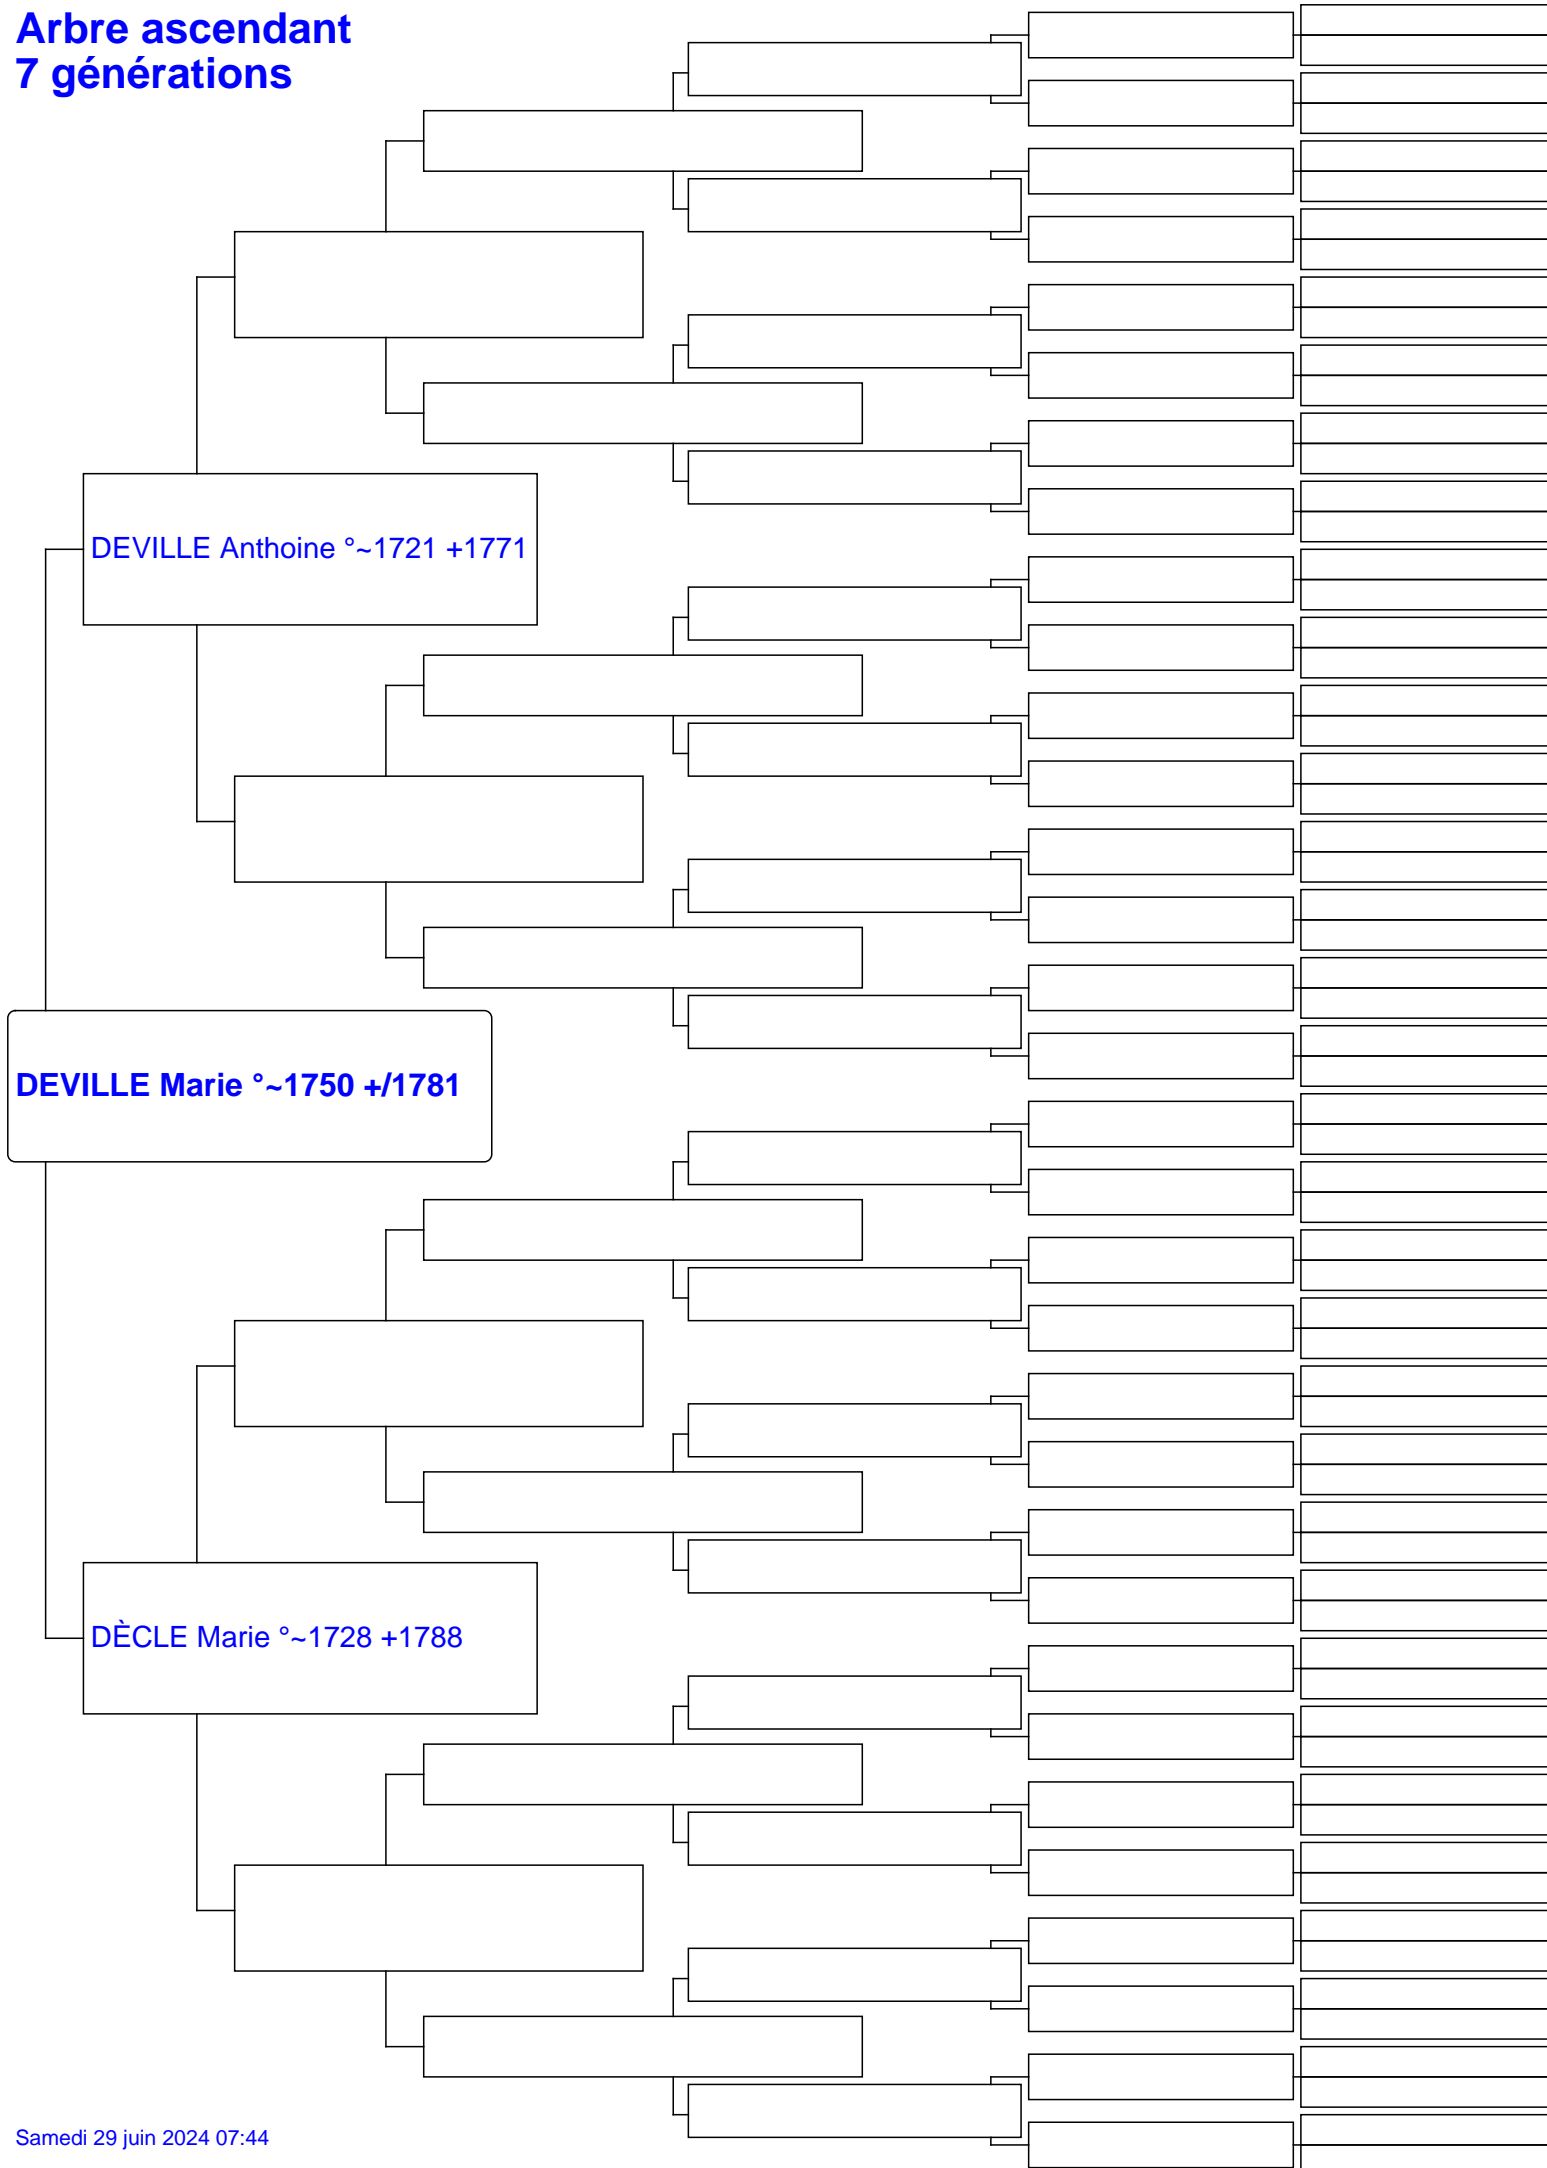 Arbre ascendant
7 générations
DEVILLE Anthoine °~1721 +1771
DEVILLE Marie °~1750 +/1781
DÈCLE Marie °~1728 +1788
Samedi 29 juin 2024 07:44